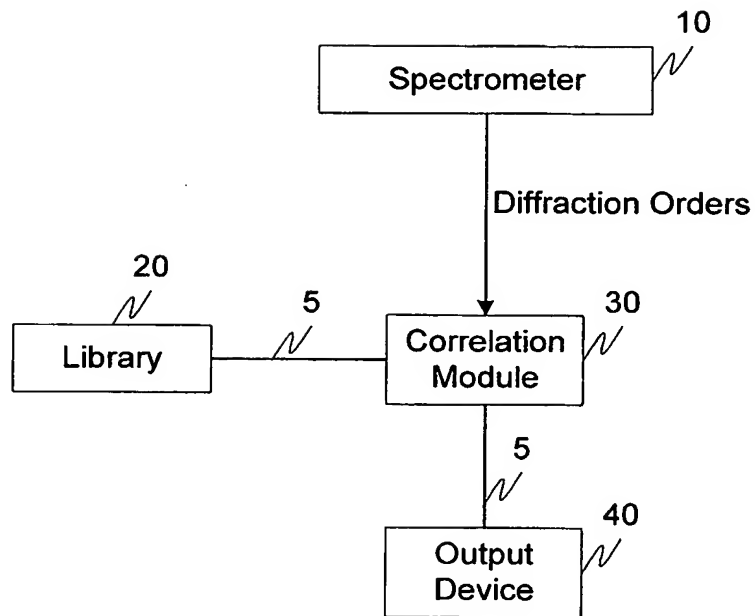 10
Spectrometer
Diffraction Orders
20
5
30
Library
Correlation
Module
5
40
Output
Device